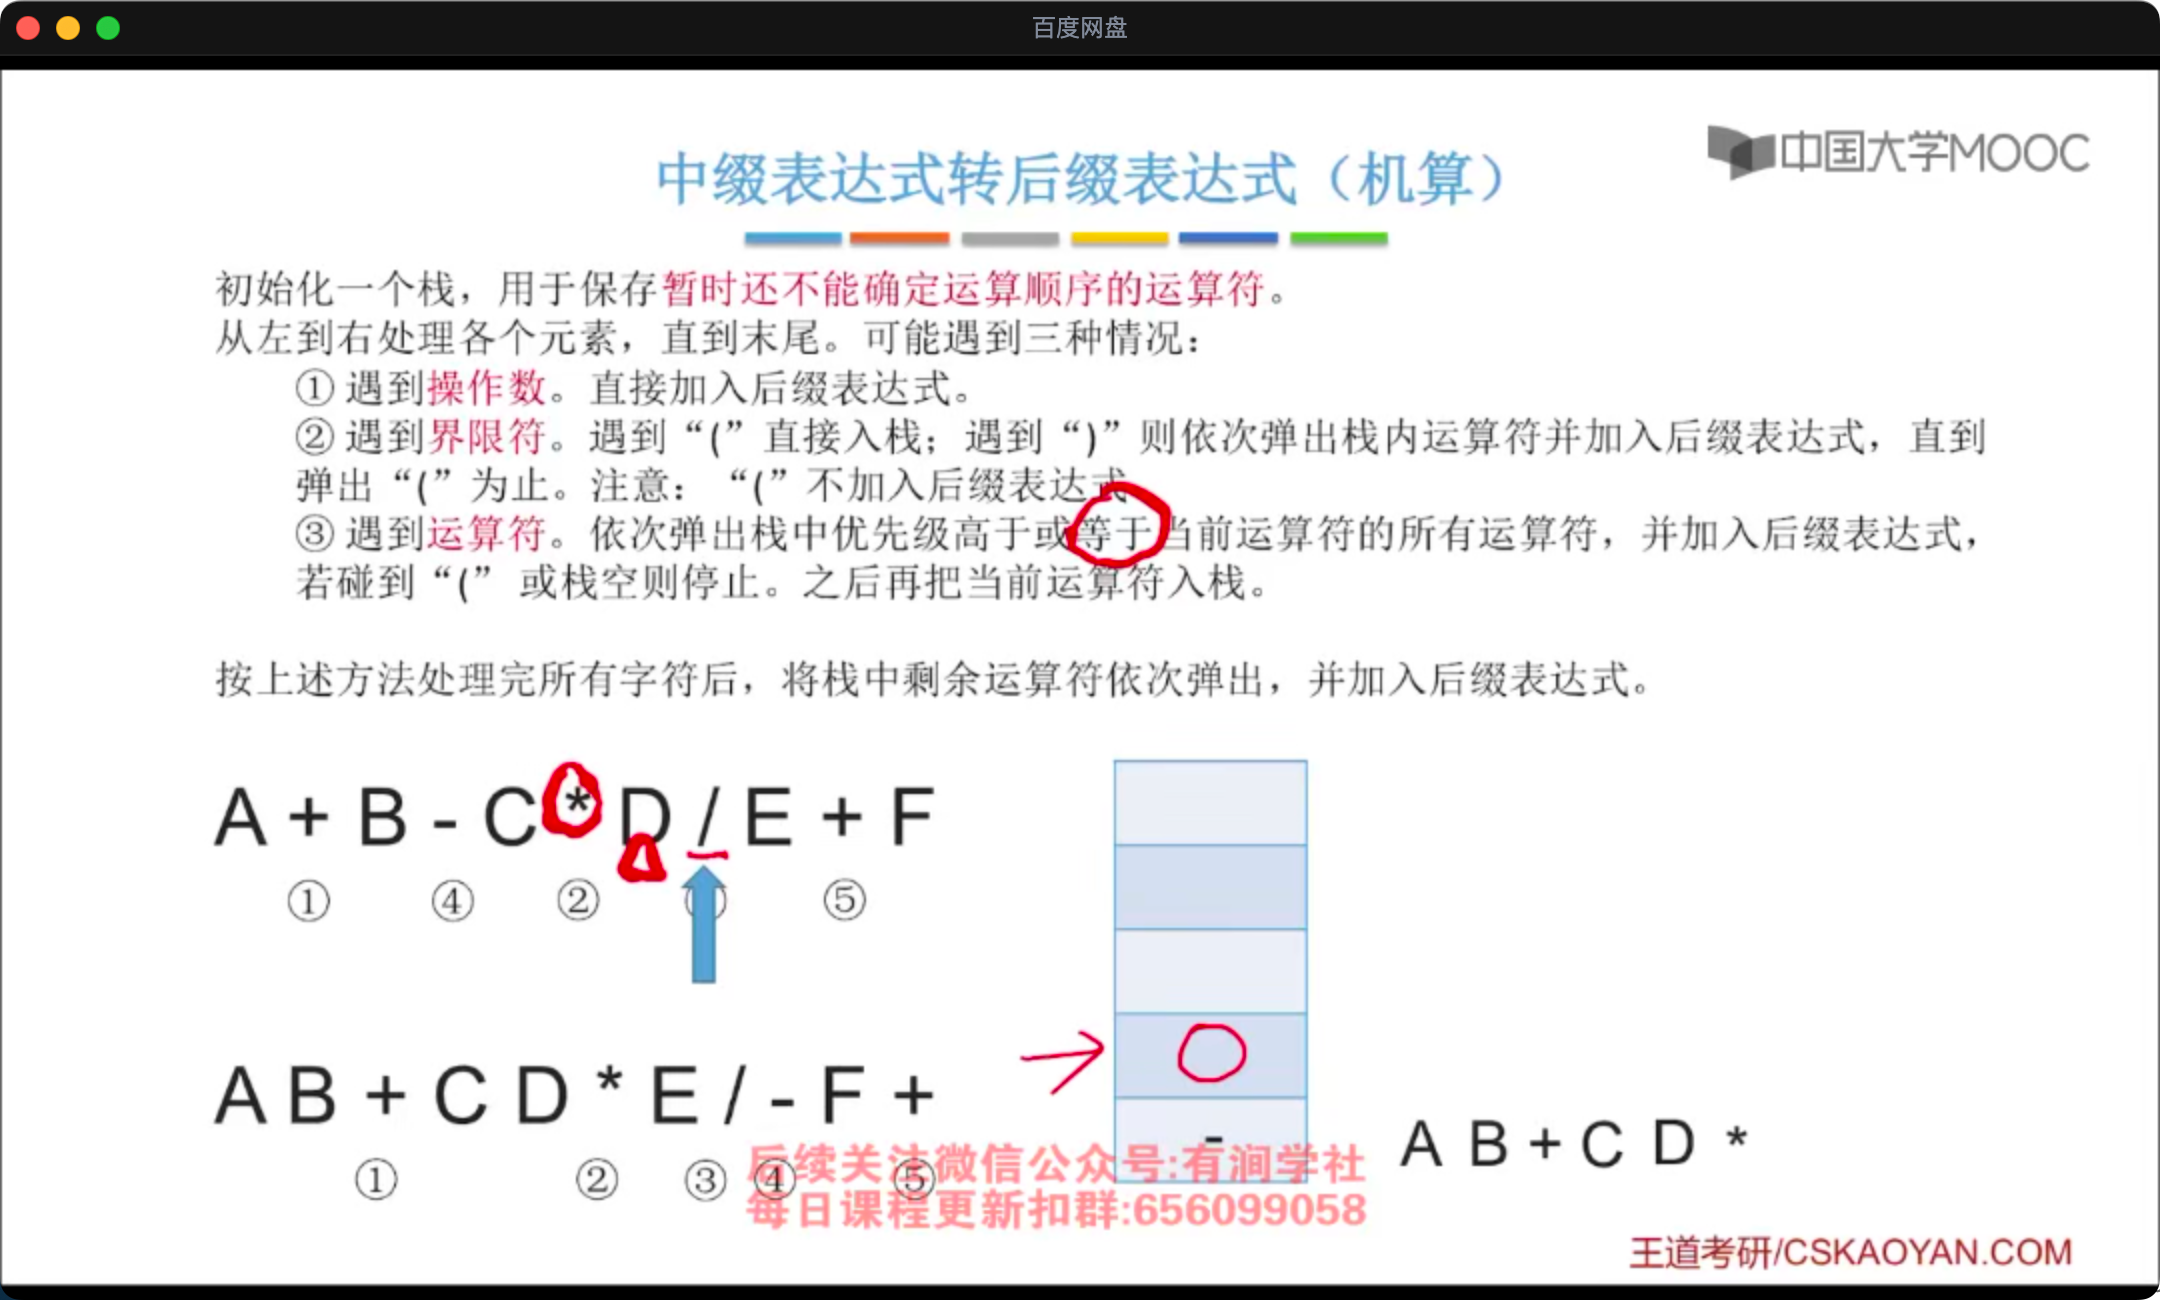 百度网盘
中国大学MOOC
中缀表达式转后缀表达式（机算）
初始化一个栈，用于保存暂时还不能确定运算顺序的运算符。
从左到右处理各个元素，直到末尾。可能遇到三种情况：
① 遇到操作数。直接加入后缀表达式。
② 遇到界限符。遇到“(”直接入栈；遇到“)”则依次弹出栈内运算符并加入后缀表达式，直到
弹出“(”为止。注意：“(”不加入后缀表达式
③ 遇到运算符。依次弹出栈中优先级高于或等于当前运算符的所有运算符，并加入后缀表达式，
若碰到“(” 或栈空则停止。之后再把当前运算符入栈。
按上述方法处理完所有字符后，将栈中剩余运算符依次弹出，并加入后缀表达式。
A + B - C * D / E + F
① ④ ② ⑤
A B + C D * E / - F +
① ② ③ ④ ⑤
-
A B + C D *
后续关注微信公众号:有涧学社
每日课程更新扣群:656099058
王道考研/CSKAOYAN.COM